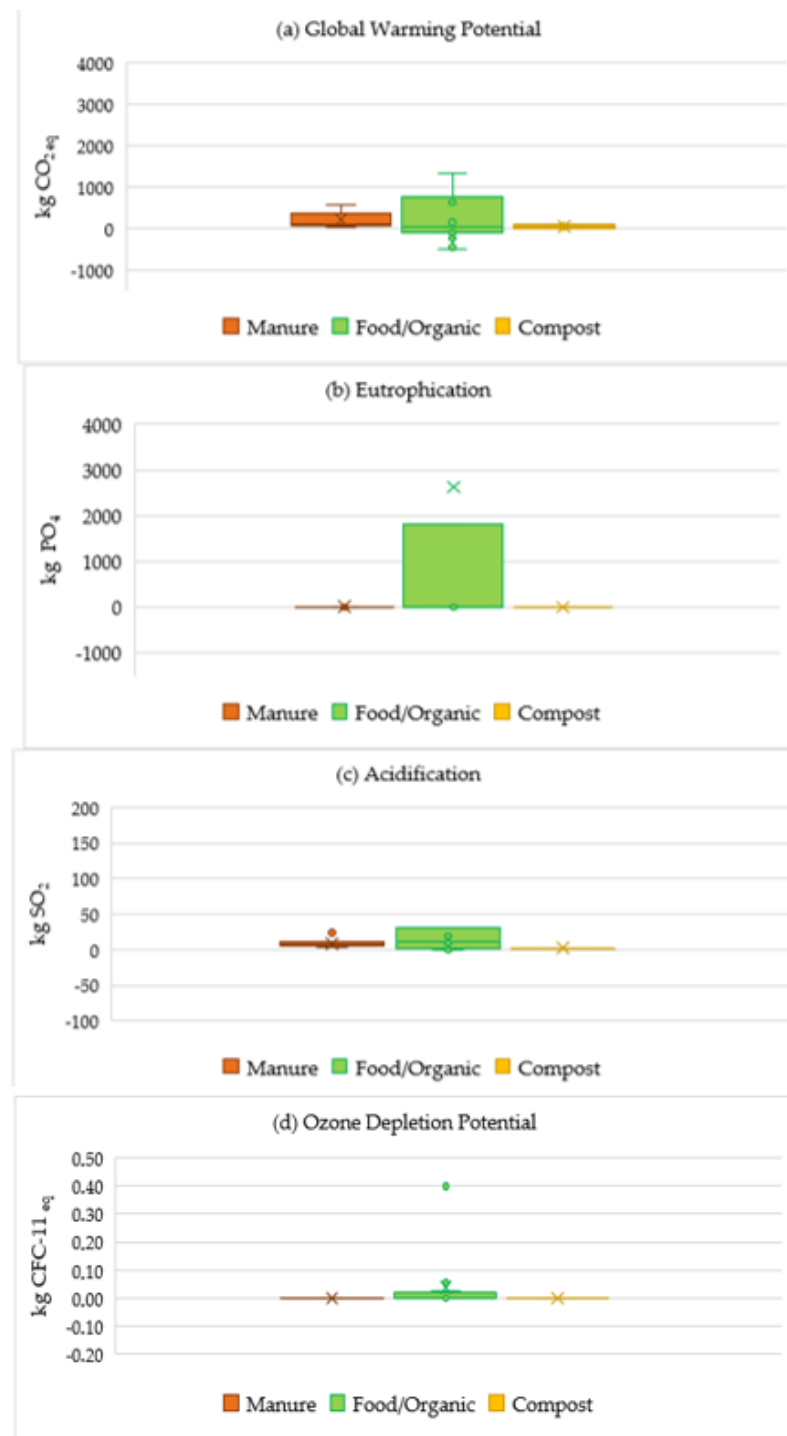 (a) Global Warming Potential
4000
3000
2000
1000
0
-1000
kg CO2 eq
Manure Food/Organic Compost
(b) Eutrophication
4000
3000
2000
1000
0
-1000
kg PO4
Manure Food/Organic Compost
(c) Acidification
200
150
100
50
0
-50
-100
kg SO2
Manure Food/Organic Compost
(d) Ozone Depletion Potential
0.50
0.40
0.30
0.20
0.10
0.00
-0.10
-0.20
kg CFC-11 eq
Manure Food/Organic Compost